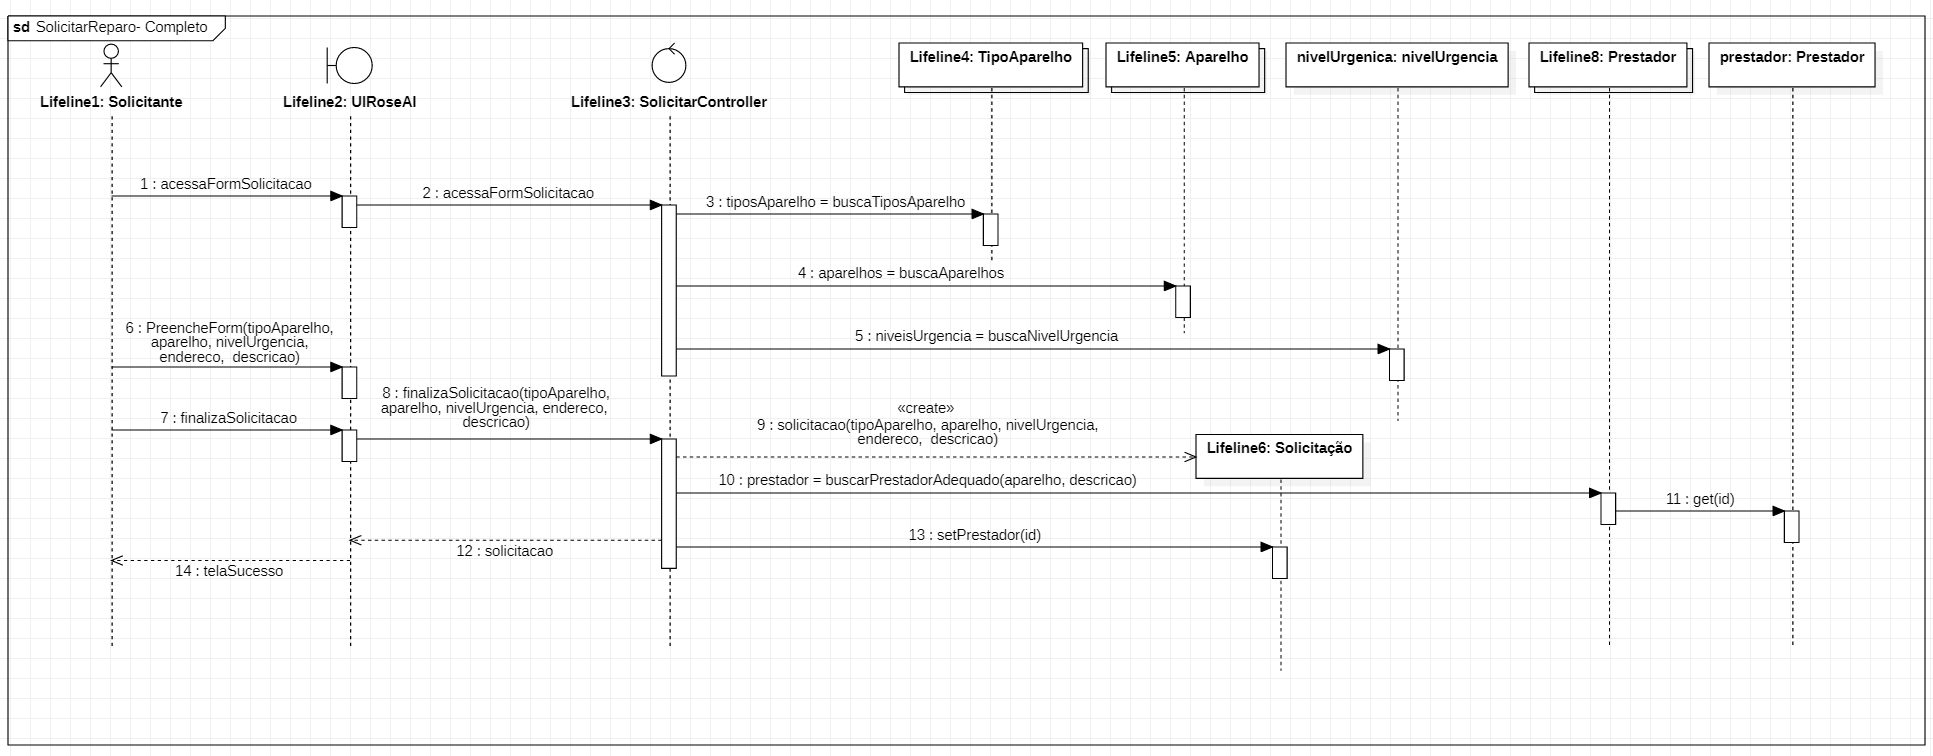 sd SolicitarReparo- Completo
Lifeline1: Solicitante
Lifeline2: UIRoseAI
Lifeline3: SolicitarController
Lifeline4: TipoAparelho
Lifeline5: Aparelho
nivelUrgenica: nivelUrgencia
Lifeline8: Prestador
prestador: Prestador
1 : acessaFormSolicitacao
2 : acessaFormSolicitacao
3 : tiposAparelho = buscaTiposAparelho
4 : aparelhos = buscaAparelhos
5 : niveisUrgencia = buscaNivelUrgencia
6 : PreencheForm(tipoAparelho,
aparelho, nivelUrgencia,
endereco, descricao)
7 : finalizaSolicitacao
8 : finalizaSolicitacao(tipoAparelho,
aparelho, nivelUrgencia, endereco,
descricao)
«create»
9 : solicitacao(tipoAparelho, aparelho, nivelUrgencia,
endereco, descricao)
Lifeline6: Solicitação
10 : prestador = buscarPrestadorAdequado(aparelho, descricao)
11 : get(id)
12 : solicitacao
13 : setPrestador(id)
14 : telaSucesso